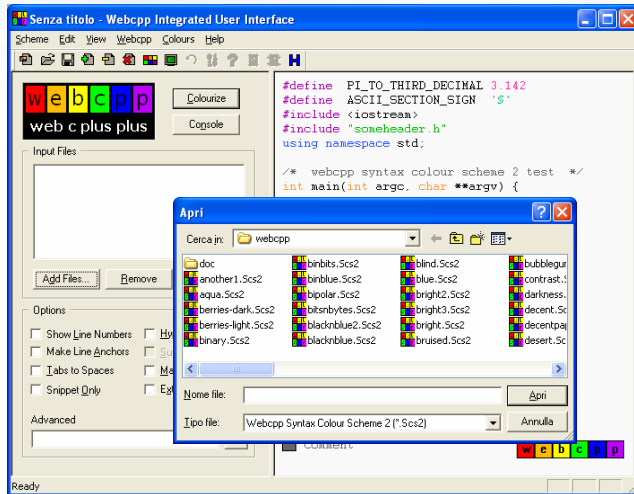 Senza titolo - Webcpp Integrated User Interface
Scheme Edit View Webcpp Colours Help
webcpp
web c plus plus
Colourize
Console
Input Files
Add Files...
Remove
Options
Show Line Numbers
Make Line Anchors
Tabs to Spaces
Snippet Only
Advanced
#define PI_TO_THIRD_DECIMAL 3.142
#define ASCII_SECTION_SIGN '$'
#include <iostream>
#include "someheader.h"
using namespace std;
/* webcpp syntax colour scheme 2 test */
int main(int argc, char **argv) {
Apri
Cerca in: webcpp
doc binbits.Scs2 blind.Scs2 bubblegur
another1.Scs2 binblue.Scs2 blue.Scs2 contrast.S
aqua.Scs2 bipolar.Scs2 bright2.Scs2 darkness.
berries-dark.Scs2 bitsnbytes.Scs2 bright3.Scs2 decent.Sc
berries-light.Scs2 blacknblue2.Scs2 bright.Scs2 decentpa
binary.Scs2 blacknblue.Scs2 bruised.Scs2 desert.Sc
Nome file:
Apri
Tipo file: Webcpp Syntax Colour Scheme 2 (*.Scs2)
Annulla
Comment
webcpp
Ready